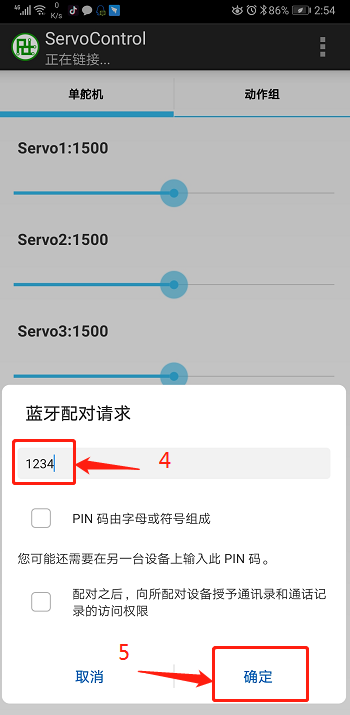 4G 0 K/s 86% 2:54
ServoControl
正在链接...
单舵机 动作组
Servo1:1500
Servo2:1500
Servo3:1500
蓝牙配对请求
1234 4
PIN 码由字母或符号组成
您可能还需要在另一台设备上输入此 PIN 码。
配对之后，向所配对设备授予通讯录和通话记
录的访问权限
5
取消 确定